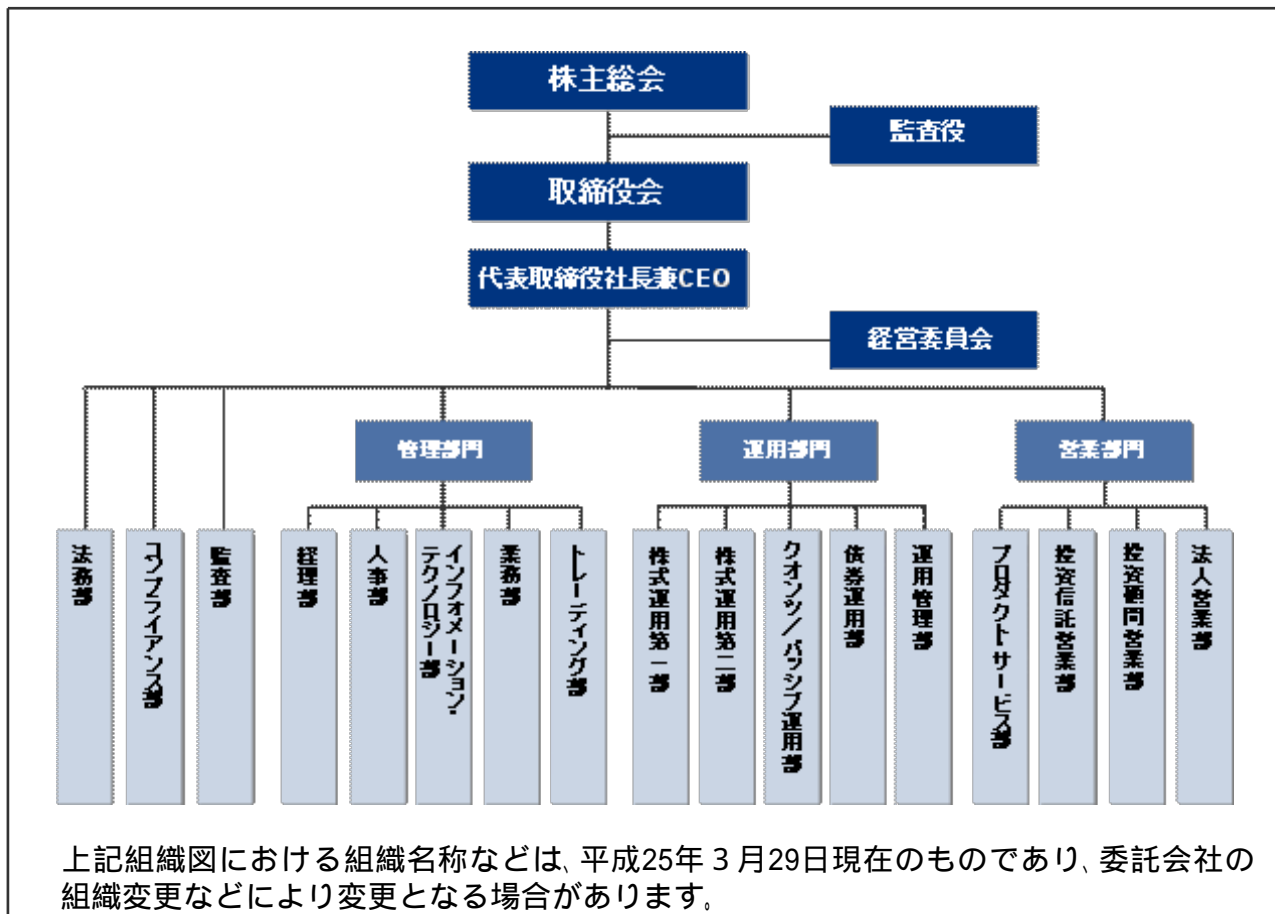 株主総会
監査役
取締役会
代表取締役社長兼CEO
経営委員会
管理部門
運用部門
営業部門
法務部
コンプライアンス部
監査部
経理部
人事部
インフォメーション・
テクノロジー部
業務部
トレーディング部
株式運用第一部
株式運用第二部
クオンツ/パッシブ運用部
債券運用部
運用管理部
プロダクトサービス部
投資信託営業部
投資顧問営業部
法人営業部
上記組織図における組織名称などは、平成25年3月29日現在のものであり、委託会社の
組織変更などにより変更となる場合があります。